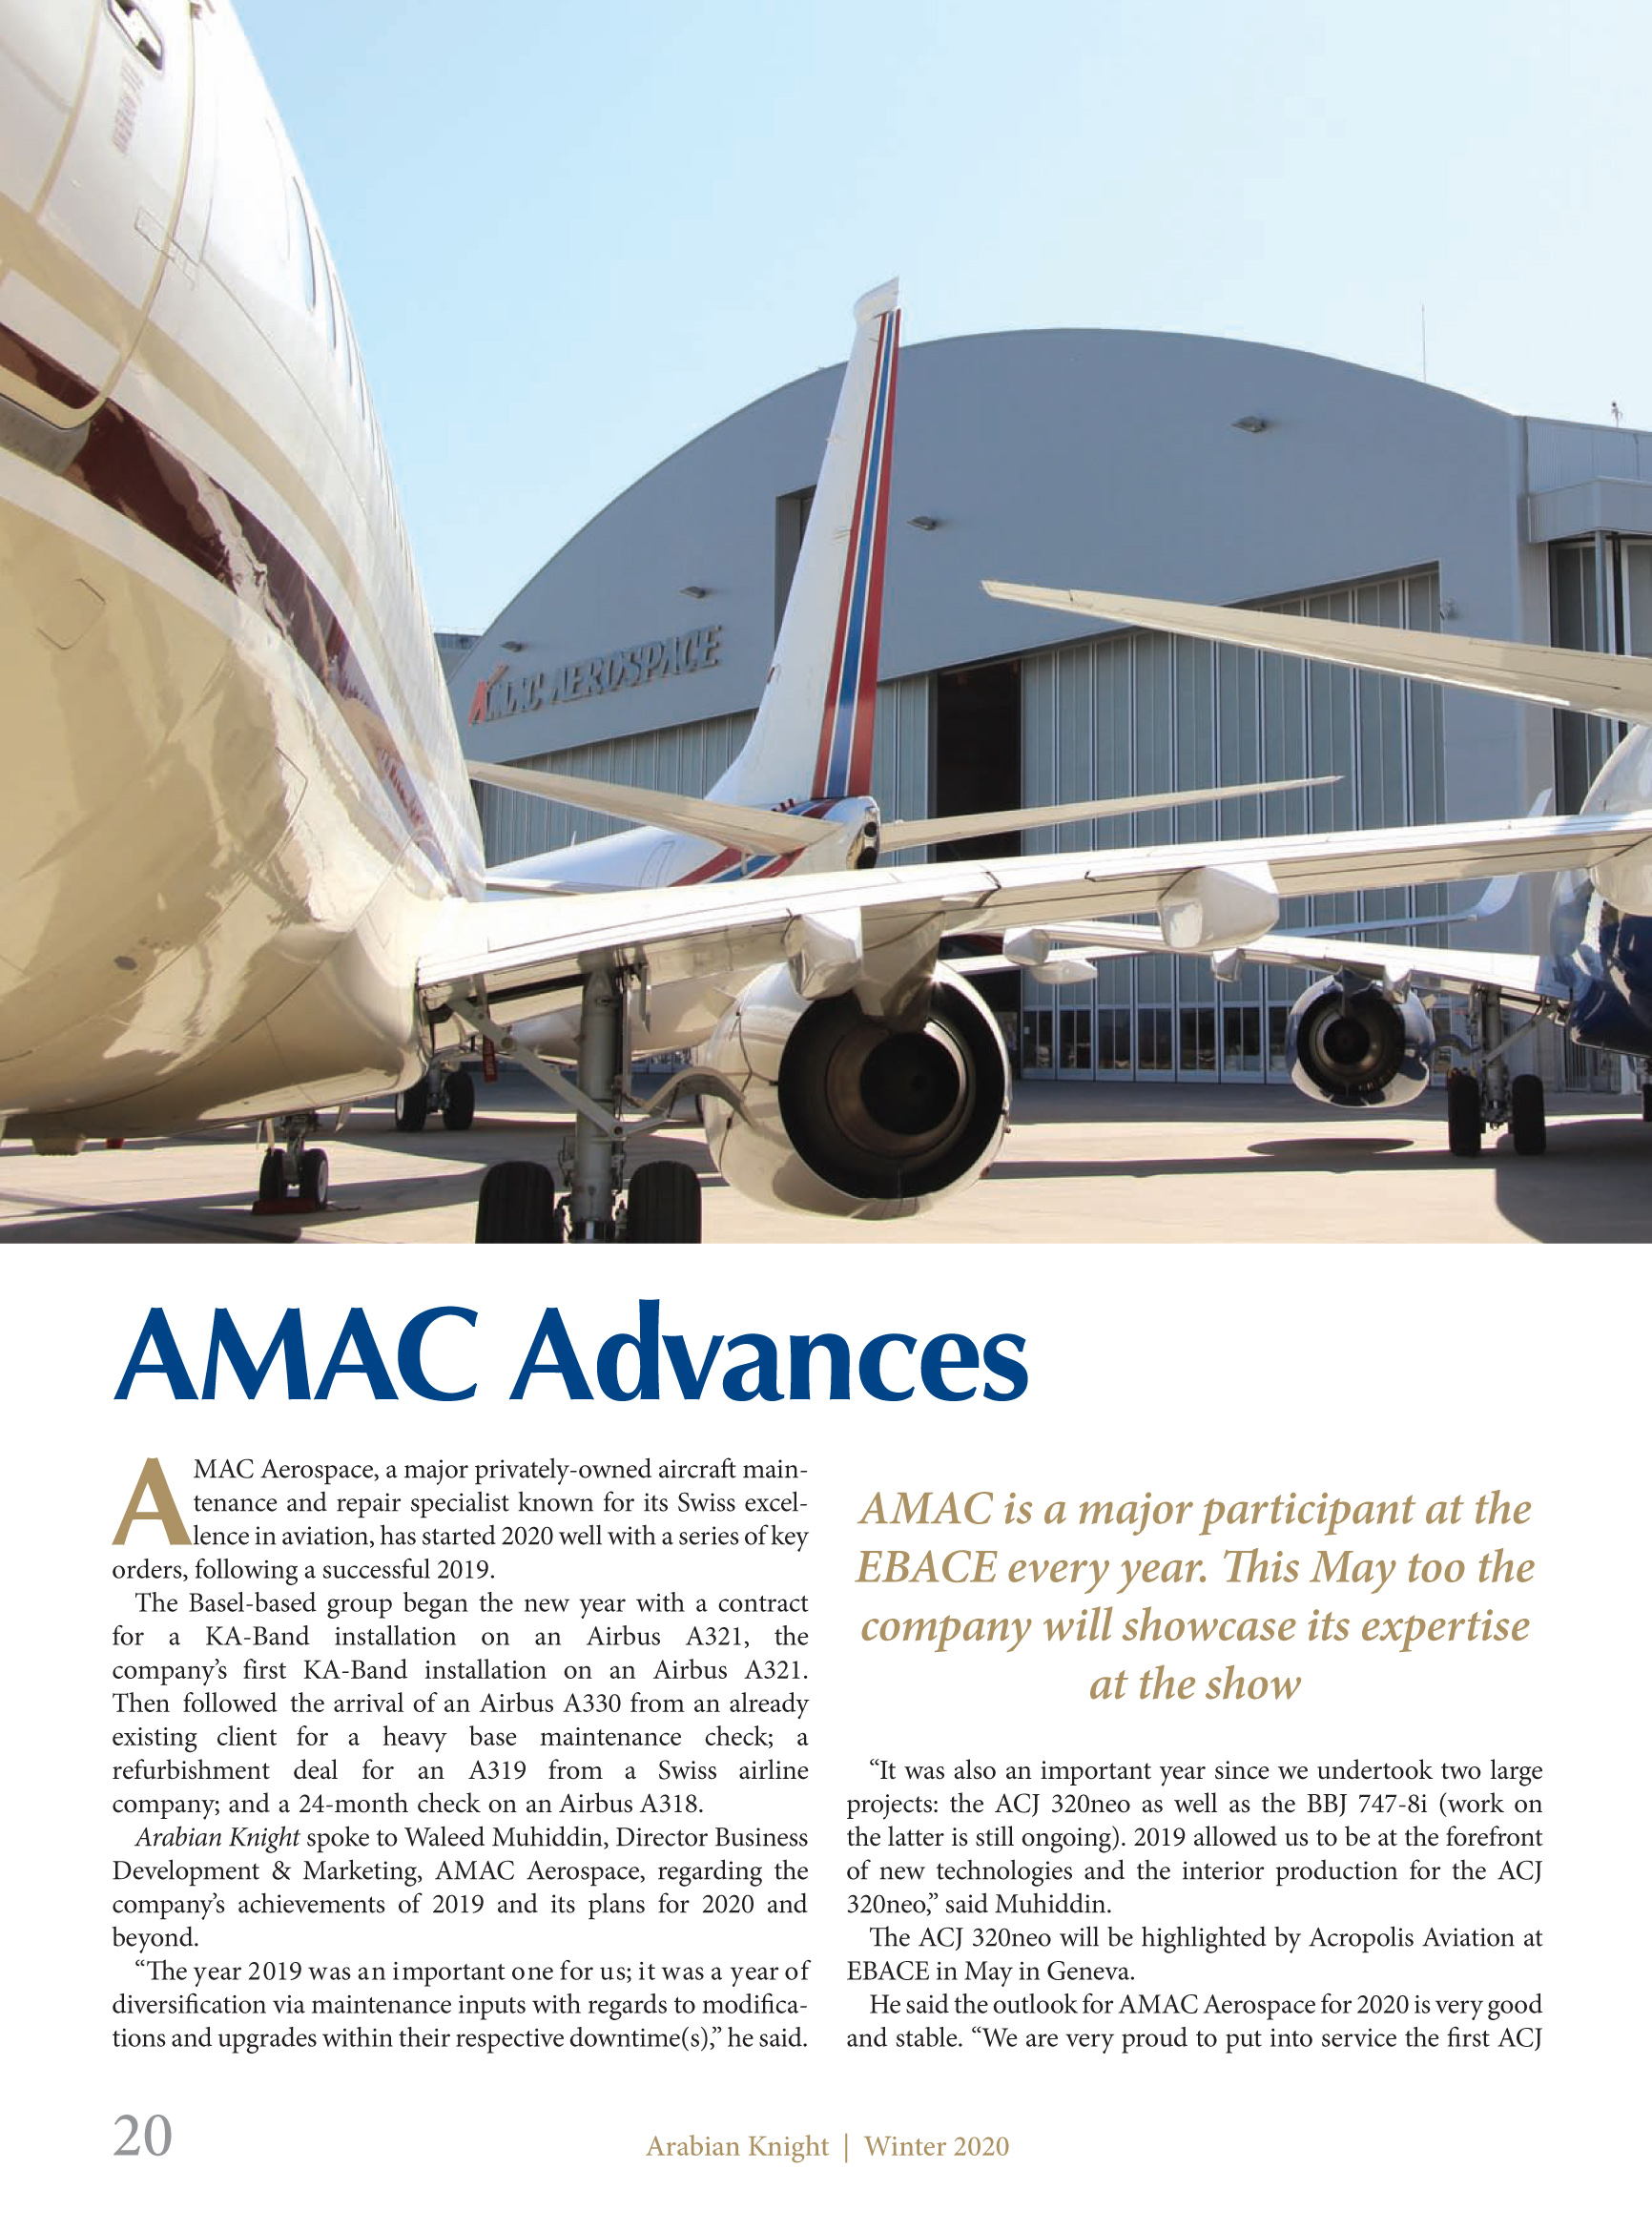 AMAC AEROSPACE
AMAC Advances
AMAC Aerospace, a major privately-owned aircraft main-
tenance and repair specialist known for its Swiss excel-
lence in aviation, has started 2020 well with a series of key
orders, following a successful 2019.
The Basel-based group began the new year with a contract
for a KA-Band installation on an Airbus A321, the
company’s first KA-Band installation on an Airbus A321.
Then followed the arrival of an Airbus A330 from an already
existing client for a heavy base maintenance check; a
refurbishment deal for an A319 from a Swiss airline
company; and a 24-month check on an Airbus A318.
Arabian Knight spoke to Waleed Muhiddin, Director Business
Development & Marketing, AMAC Aerospace, regarding the
company’s achievements of 2019 and its plans for 2020 and
beyond.
“The year 2019 was an important one for us; it was a year of
diversification via maintenance inputs with regards to modifica-
tions and upgrades within their respective downtime(s),” he said.
AMAC is a major participant at the
EBACE every year. This May too the
company will showcase its expertise
at the show
“It was also an important year since we undertook two large
projects: the ACJ 320neo as well as the BBJ 747-8i (work on
the latter is still ongoing). 2019 allowed us to be at the forefront
of new technologies and the interior production for the ACJ
320neo,” said Muhiddin.
The ACJ 320neo will be highlighted by Acropolis Aviation at
EBACE in May in Geneva.
He said the outlook for AMAC Aerospace for 2020 is very good
and stable. “We are very proud to put into service the first ACJ
20
Arabian Knight | Winter 2020